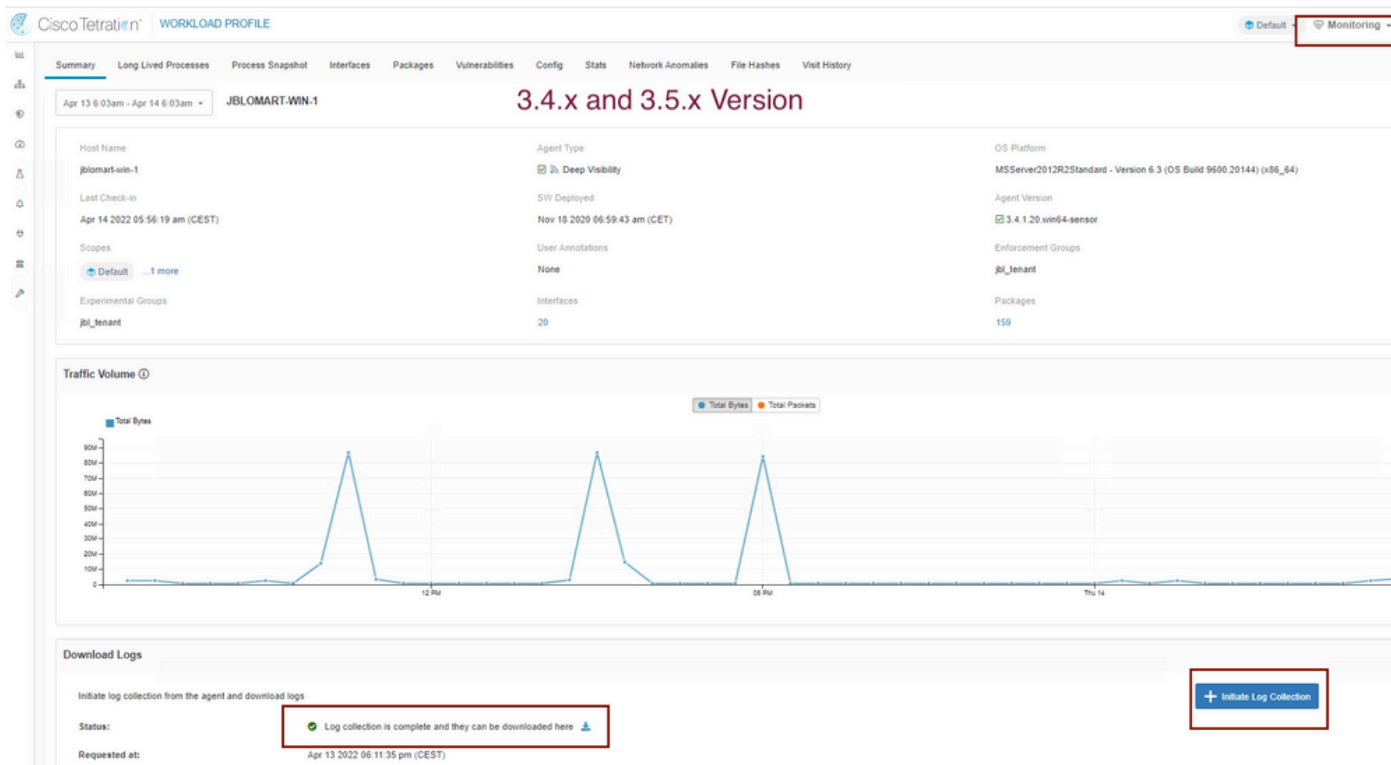 Cisco Tetration
WORKLOAD PROFILE
Default
Monitoring
Summary Long Lived Processes Process Snapshot Interfaces Packages Vulnerabilities Config Stats Network Anomalies File Hashes Visit History
Apr 13 6:03am - Apr 14 6:03am
JBLOMART-WIN-1
3.4.x and 3.5.x Version
Host Name
Agent Type
OS Platform
jblomart-win-1
Deep Visibility
MSServer2012R2Standard - Version 6.3 (OS Build 9600.20144) (x86_64)
Last Check-in
SW Deployed
Agent Version
Apr 14 2022 05:56:19 am (CEST)
Nov 18 2020 06:59:43 am (CET)
3.4.1.20.win64-sensor
Scopes
User Annotations
Enforcement Groups
Default ...1 more
None
jbl_tenant
Experimental Groups
Interfaces
Packages
jbl_tenant
20
159
Traffic Volume
Total Bytes Total Packets
Total Bytes
90M
80M
70M
60M
50M
40M
30M
20M
10M
0
12 PM
06 PM
Thu 14
Download Logs
Initiate log collection from the agent and download logs
Initiate Log Collection
Status:
Log collection is complete and they can be downloaded here
Requested at:
Apr 13 2022 06:11:35 pm (CEST)